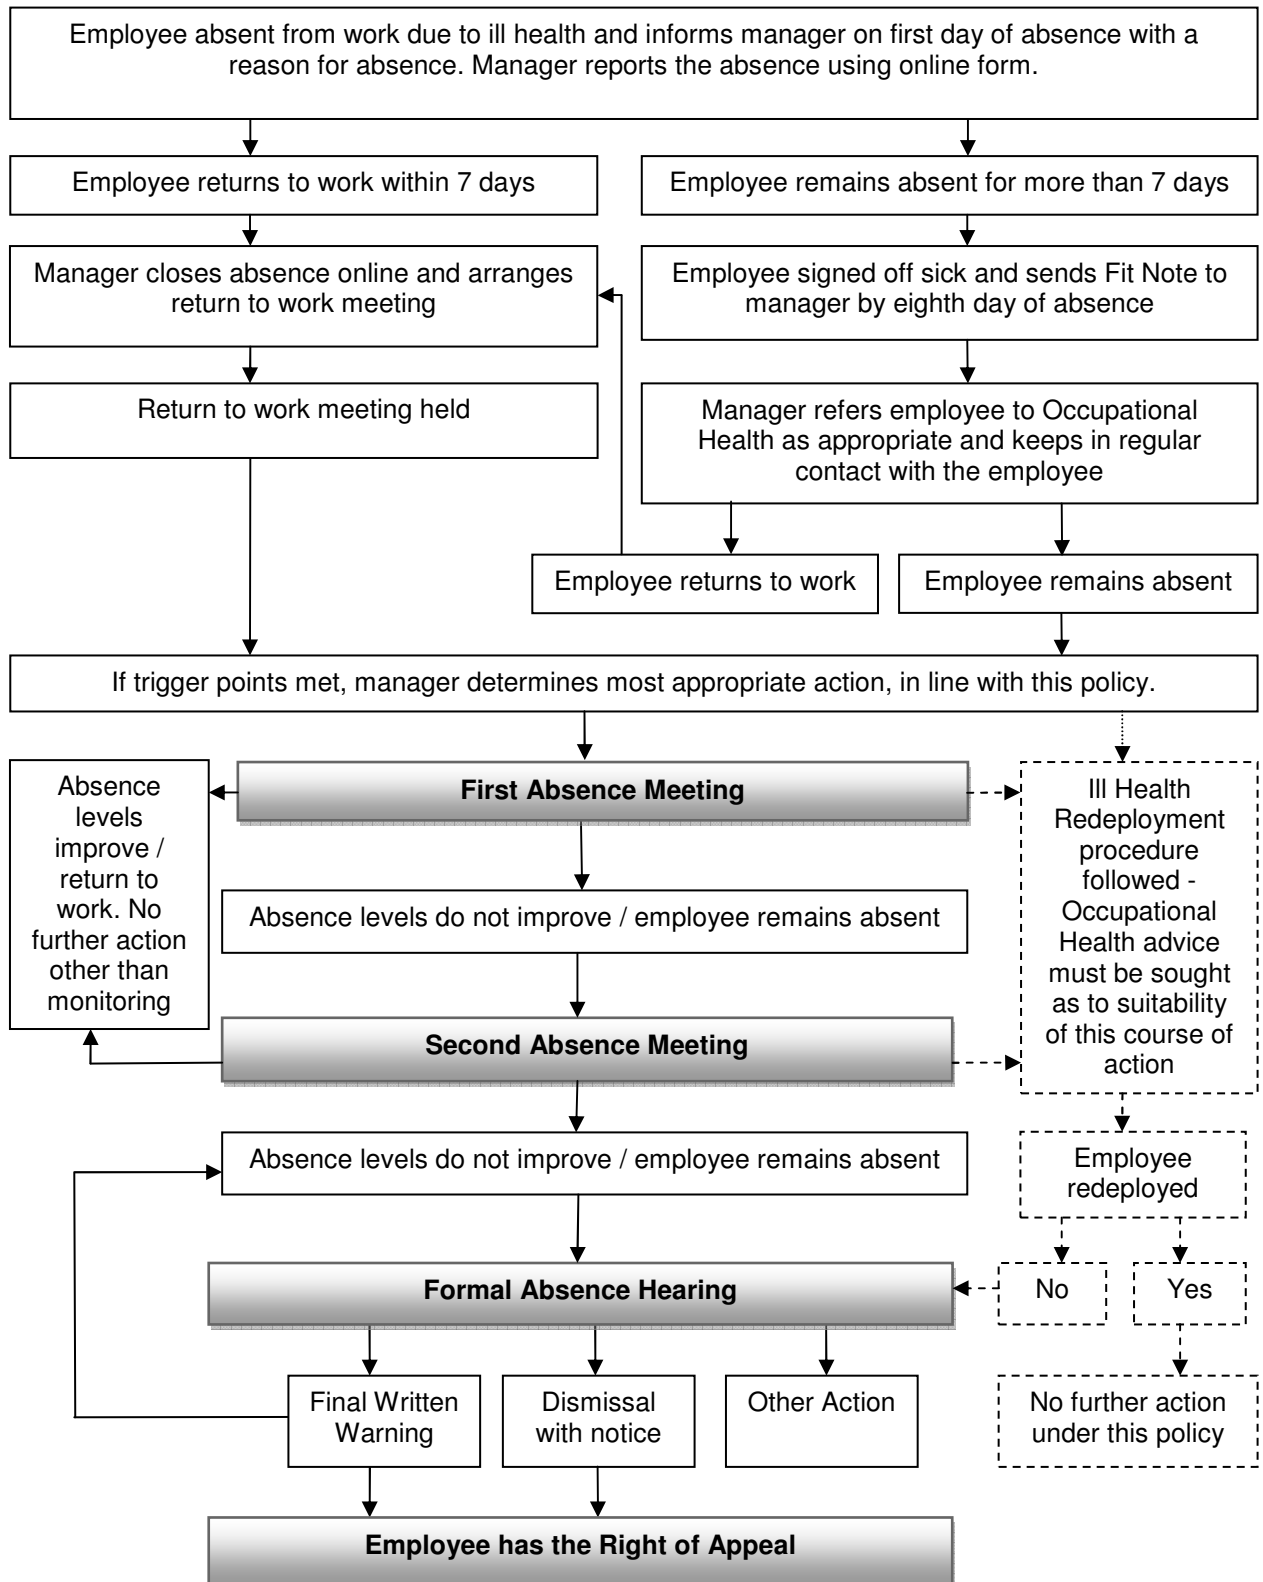 Employee absent from work due to ill health and informs manager on first day of absence with a
reason for absence. Manager reports the absence using online form.
Employee returns to work within 7 days
Employee remains absent for more than 7 days
Manager closes absence online and arranges
return to work meeting
Employee signed off sick and sends Fit Note to
manager by eighth day of absence
Return to work meeting held
Manager refers employee to Occupational
Health as appropriate and keeps in regular
contact with the employee
Employee returns to work
Employee remains absent
If trigger points met, manager determines most appropriate action, in line with this policy.
First Absence Meeting
Absence
levels
improve /
return to
work. No
further action
other than
monitoring
Ill Health
Redeployment
procedure
followed -
Occupational
Health advice
must be sought
as to suitability
of this course of
action
Absence levels do not improve / employee remains absent
Second Absence Meeting
Absence levels do not improve / employee remains absent
Employee
redeployed
Formal Absence Hearing
No
Yes
Final Written
Warning
Dismissal
with notice
Other Action
No further action
under this policy
Employee has the Right of Appeal